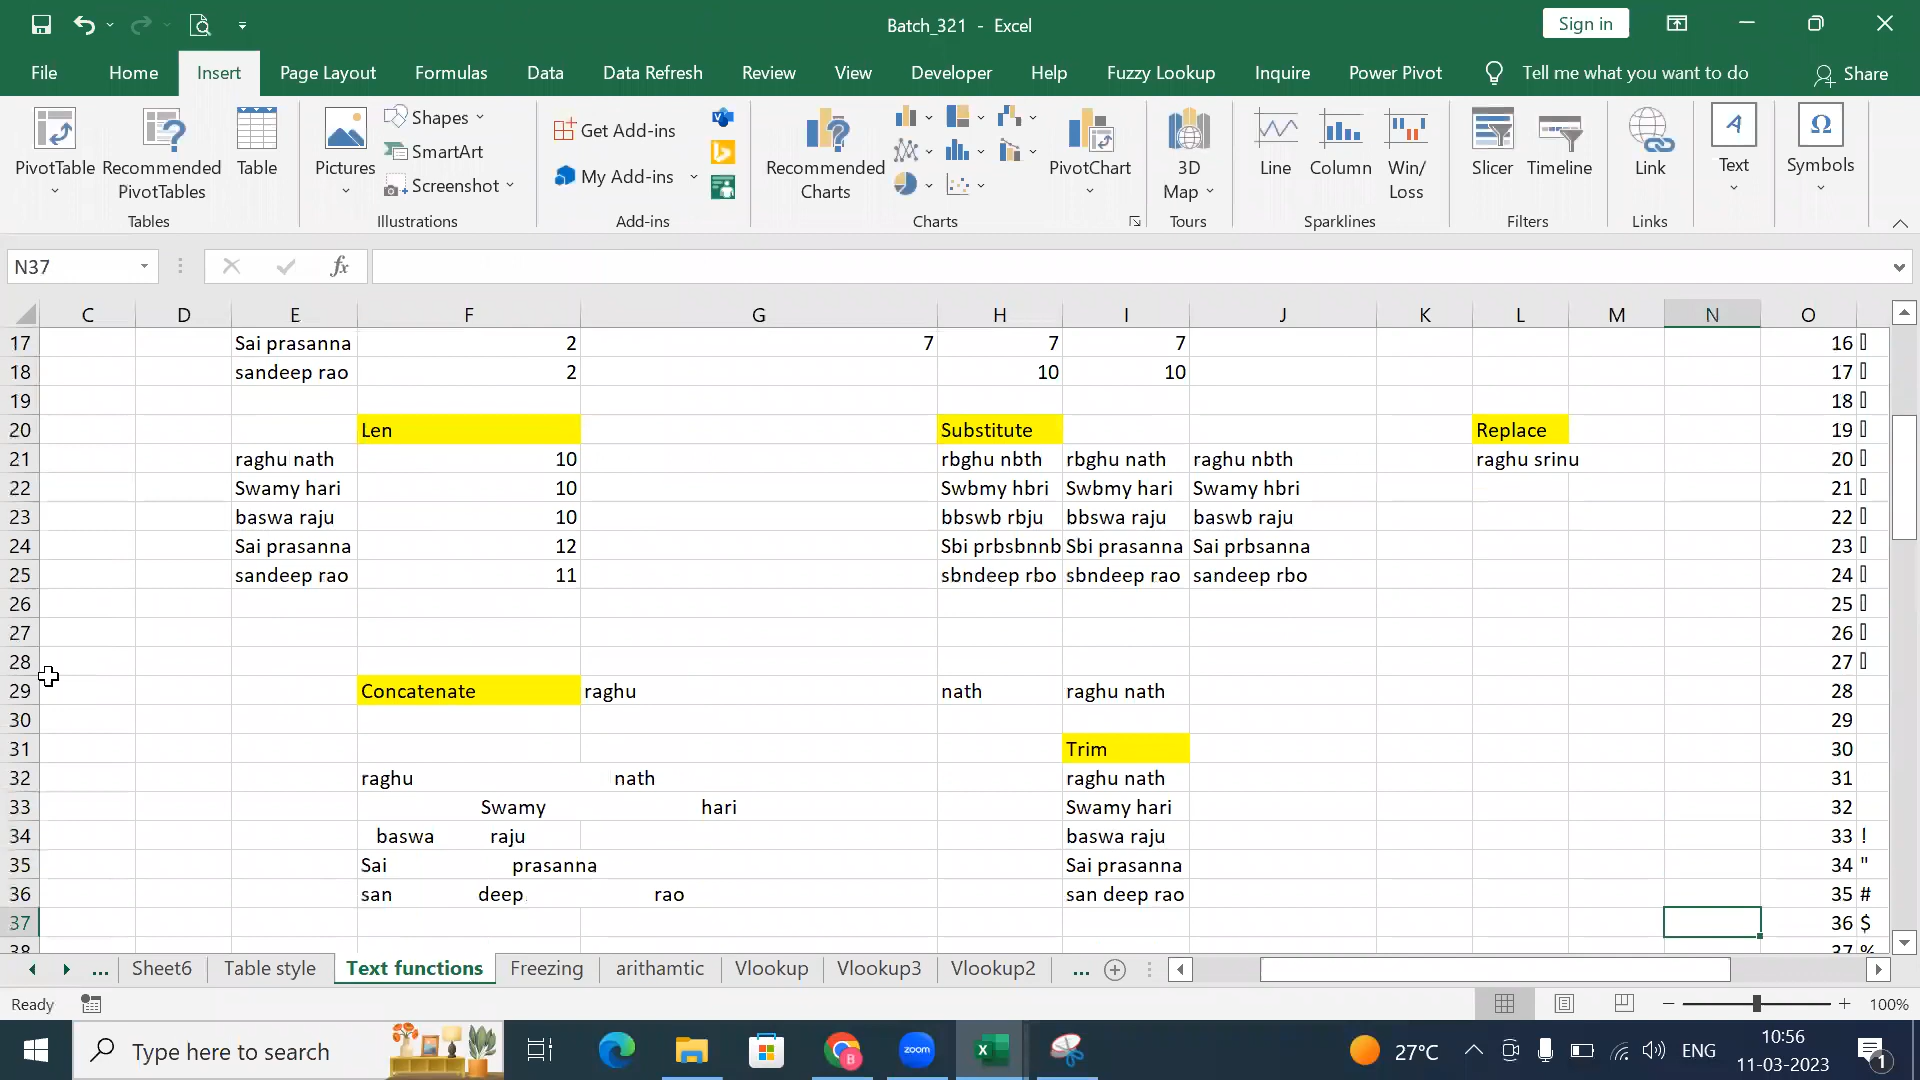 Batch_321 - Excel
Sign in
File Home Insert Page Layout Formulas Data Data Refresh Review View Developer Help Fuzzy Lookup Inquire Power Pivot Tell me what you want to do Share
PivotTable
Recommended PivotTables
Table
Tables
Pictures
Shapes
SmartArt
Screenshot
Illustrations
Get Add-ins
My Add-ins
Add-ins
Recommended Charts
PivotChart
Charts
3D Map
Tours
Line Column Win/Loss
Sparklines
Slicer Timeline
Filters
Link
Links
Text
Symbols
N37
fx
C D E F G H I J K L M N O
17 Sai prasanna 2 7 7 7 16
18 sandeep rao 2 10 10 17
19 18
20 Len Substitute Replace 19
21 raghu nath 10 rbghu nbth rbghu nath raghu nbth raghu srinu 20
22 Swamy hari 10 Swbmy hbri Swbmy hari Swamy hbri 21
23 baswa raju 10 bbswb rbju bbswa raju baswb raju 22
24 Sai prasanna 12 Sbi prbsbnnb Sbi prasanna Sai prbsanna 23
25 sandeep rao 11 sbndeep rbo sbndeep rao sandeep rbo 24
26 25
27 26
28 27
29 Concatenate raghu nath raghu nath 28
30 29
31 Trim 30
32 raghu nath raghu nath 31
33 Swamy hari Swamy hari 32
34 baswa raju baswa raju 33 !
35 Sai prasanna Sai prasanna 34 "
36 san deep rao san deep rao 35 #
37 36 $
38 37 %
... Sheet6 Table style Text functions Freezing arithamtic Vlookup Vlookup3 Vlookup2 ...
Ready
100%
Type here to search
zoom
27°C
ENG
10:56
11-03-2023
1